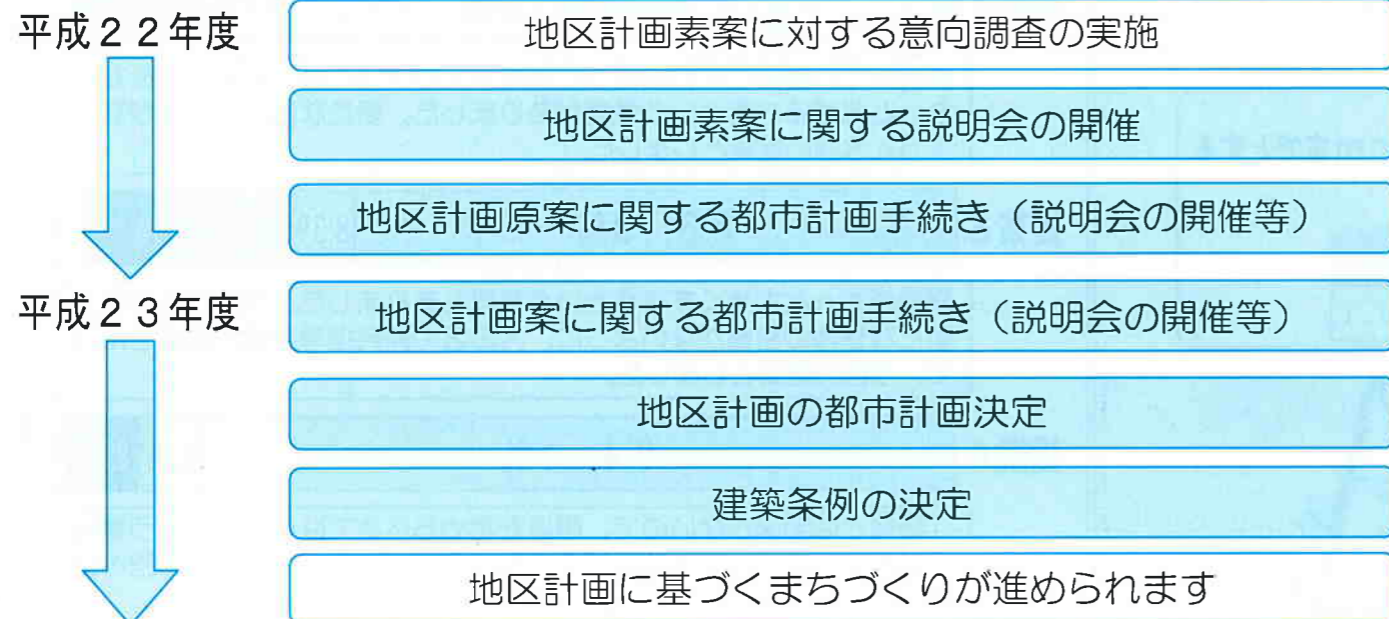 平成２２年度
地区計画素案に対する意向調査の実施
地区計画素案に関する説明会の開催
地区計画原案に関する都市計画手続き（説明会の開催等）
平成２３年度
地区計画案に関する都市計画手続き（説明会の開催等）
地区計画の都市計画決定
建築条例の決定
地区計画に基づくまちづくりが進められます